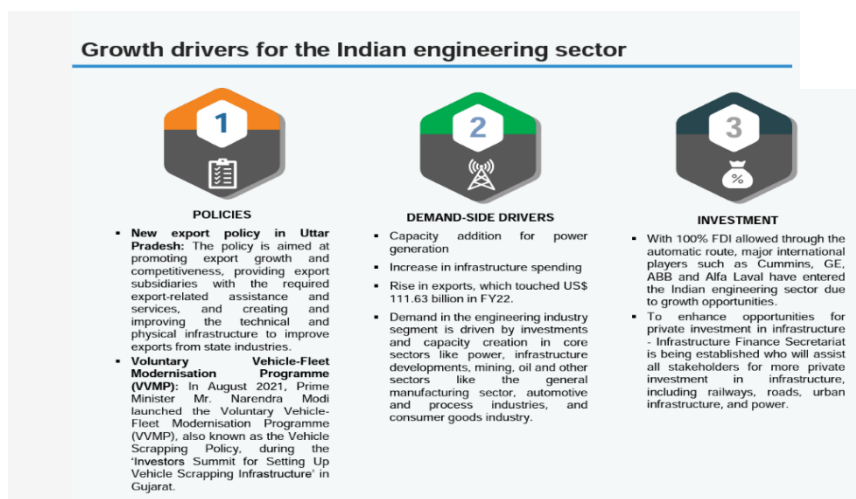 Growth drivers for the Indian engineering sector
1
POLICIES
▪ New export policy in Uttar
Pradesh: The policy is aimed at
promoting export growth and
competitiveness, providing export
subsidiaries with the required
export-related assistance and
services, and creating and
improving the technical and
physical infrastructure to improve
exports from state industries.
▪ Voluntary Vehicle-Fleet
Modernisation Programme
(VVMP): In August 2021, Prime
Minister Mr. Narendra Modi
launched the Voluntary Vehicle-
Fleet Modernisation Programme
(VVMP), also known as the Vehicle
Scrapping Policy, during the
‘Investors Summit for Setting Up
Vehicle Scrapping Infrastructure’ in
Gujarat.
2
DEMAND-SIDE DRIVERS
▪ Capacity addition for power
generation
▪ Increase in infrastructure spending
▪ Rise in exports, which touched US$
111.63 billion in FY22.
▪ Demand in the engineering industry
segment is driven by investments
and capacity creation in core
sectors like power, infrastructure
developments, mining, oil and other
sectors like the general
manufacturing sector, automotive
and process industries, and
consumer goods industry.
3
%
INVESTMENT
▪ With 100% FDI allowed through the
automatic route, major international
players such as Cummins, GE,
ABB and Alfa Laval have entered
the Indian engineering sector due
to growth opportunities.
▪ To enhance opportunities for
private investment in infrastructure
- Infrastructure Finance Secretariat
is being established who will assist
all stakeholders for more private
investment in infrastructure,
including railways, roads, urban
infrastructure, and power.